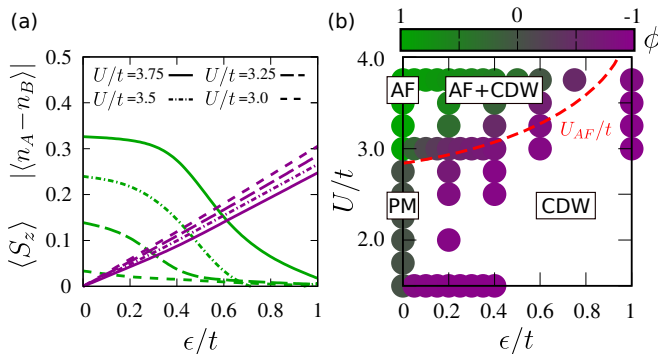 (a)
0.5
0.4
0.3
0.2
0.1
0
⟨S_z⟩ |⟨n_A−n_B⟩|
U/t=3.75
U/t=3.25
U/t=3.5
U/t=3.0
0 0.2 0.4 0.6 0.8 1
ϵ/t
(b)
1 0 -1 ϕ
4.0
3.0
2.0
U/t
AF
AF+CDW
U_AF/t
PM
CDW
0 0.2 0.4 0.6 0.8 1
ϵ/t